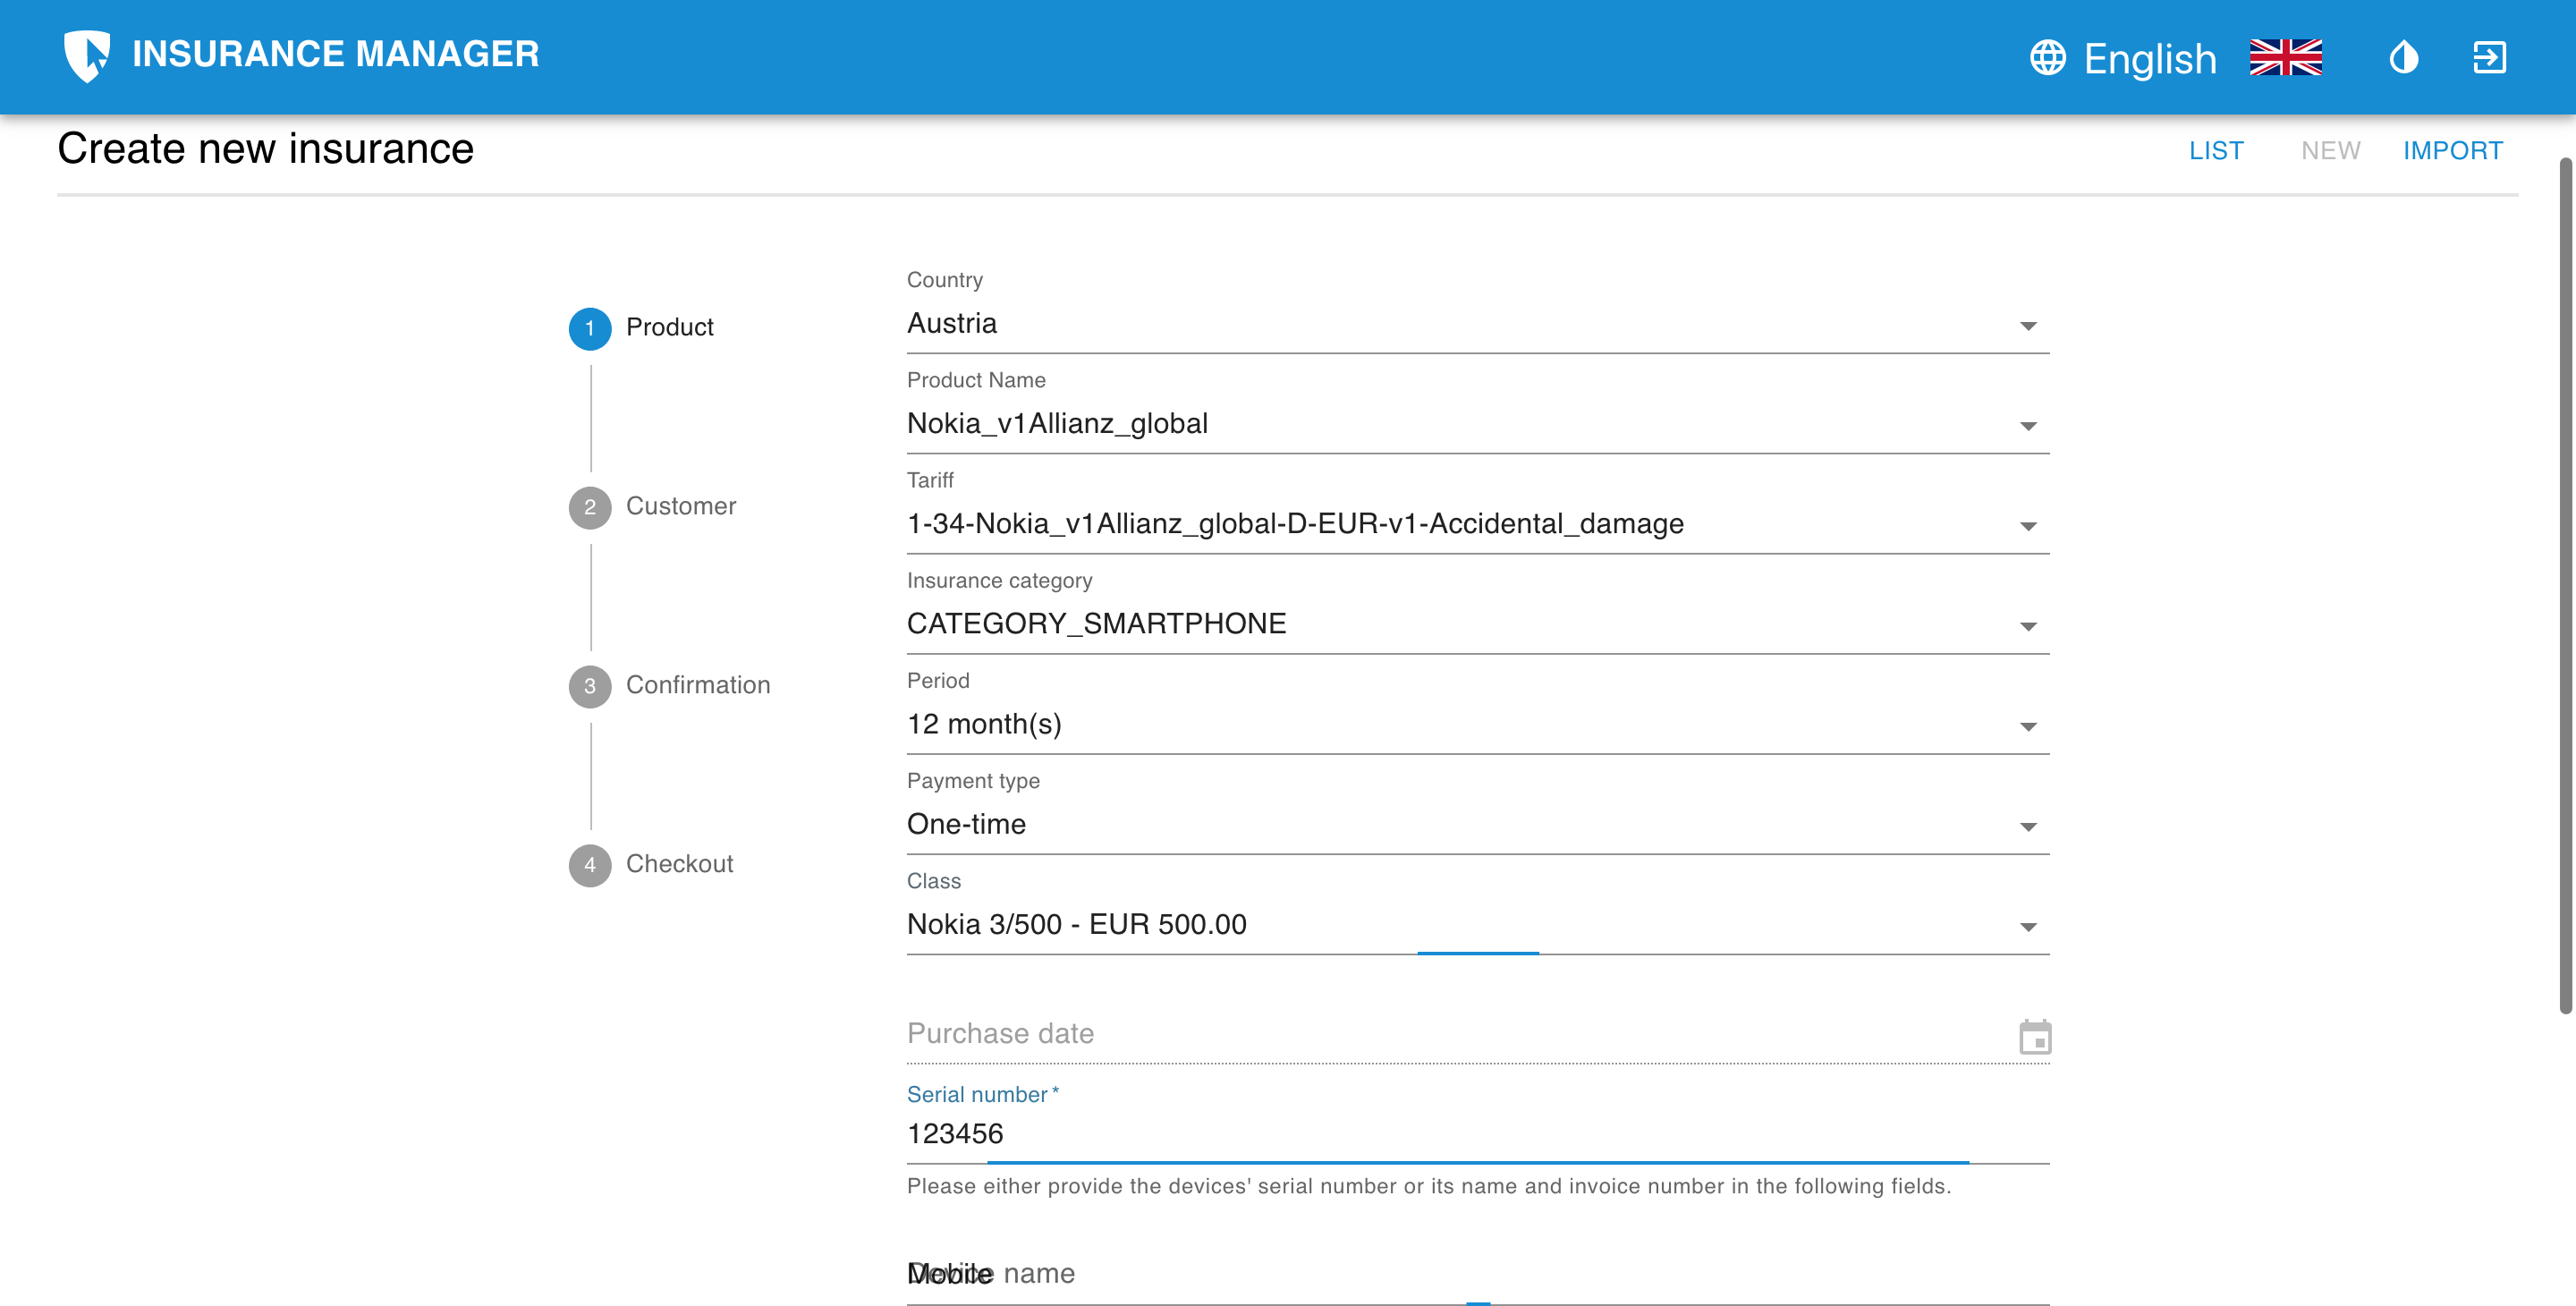 INSURANCE MANAGER
English
Create new insurance
LIST NEW IMPORT
1 Product
2 Customer
3 Confirmation
4 Checkout
Country
Austria
Product Name
Nokia_v1Allianz_global
Tariff
1-34-Nokia_v1Allianz_global-D-EUR-v1-Accidental_damage
Insurance category
CATEGORY_SMARTPHONE
Period
12 month(s)
Payment type
One-time
Class
Nokia 3/500 - EUR 500.00
Purchase date
Serial number *
123456
Please either provide the devices' serial number or its name and invoice number in the following fields.
Device name
Mobile